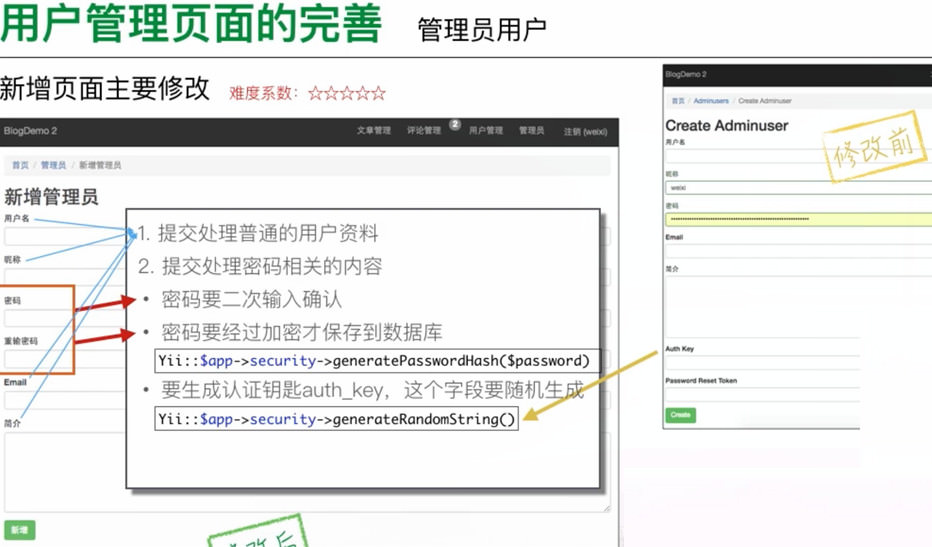 用户管理页面的完善 管理员用户
新增页面主要修改 难度系数：☆☆☆☆☆
BlogDemo 2 文章管理 评论管理 2 用户管理 管理员 注销 (weixi)
首页 / 管理员 / 新增管理员
新增管理员
用户名
昵称
密码
重输密码
Email
简介
新增
1. 提交处理普通的用户资料
2. 提交处理密码相关的内容
• 密码要二次输入确认
• 密码要经过加密才保存到数据库
Yii::$app->security->generatePasswordHash($password)
• 要生成认证钥匙auth_key，这个字段要随机生成
Yii::$app->security->generateRandomString()
修改后
BlogDemo 2
首页 / Adminusers / Create Adminuser
Create Adminuser
修改前
用户名
昵称
weixi
密码
Email
简介
Auth Key
Password Reset Token
Create